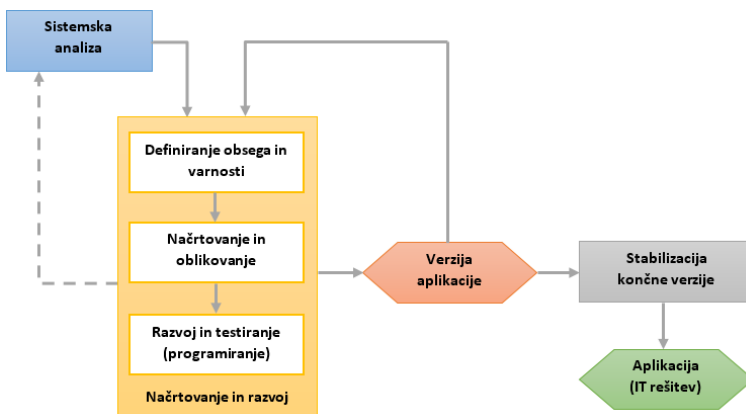 Sistemska
analiza
Definiranje obsega in
varnosti
Načrtovanje in
oblikovanje
Razvoj in testiranje
(programiranje)
Načrtovanje in razvoj
Verzija
aplikacije
Stabilizacija
končne verzije
Aplikacija
(IT rešitev)